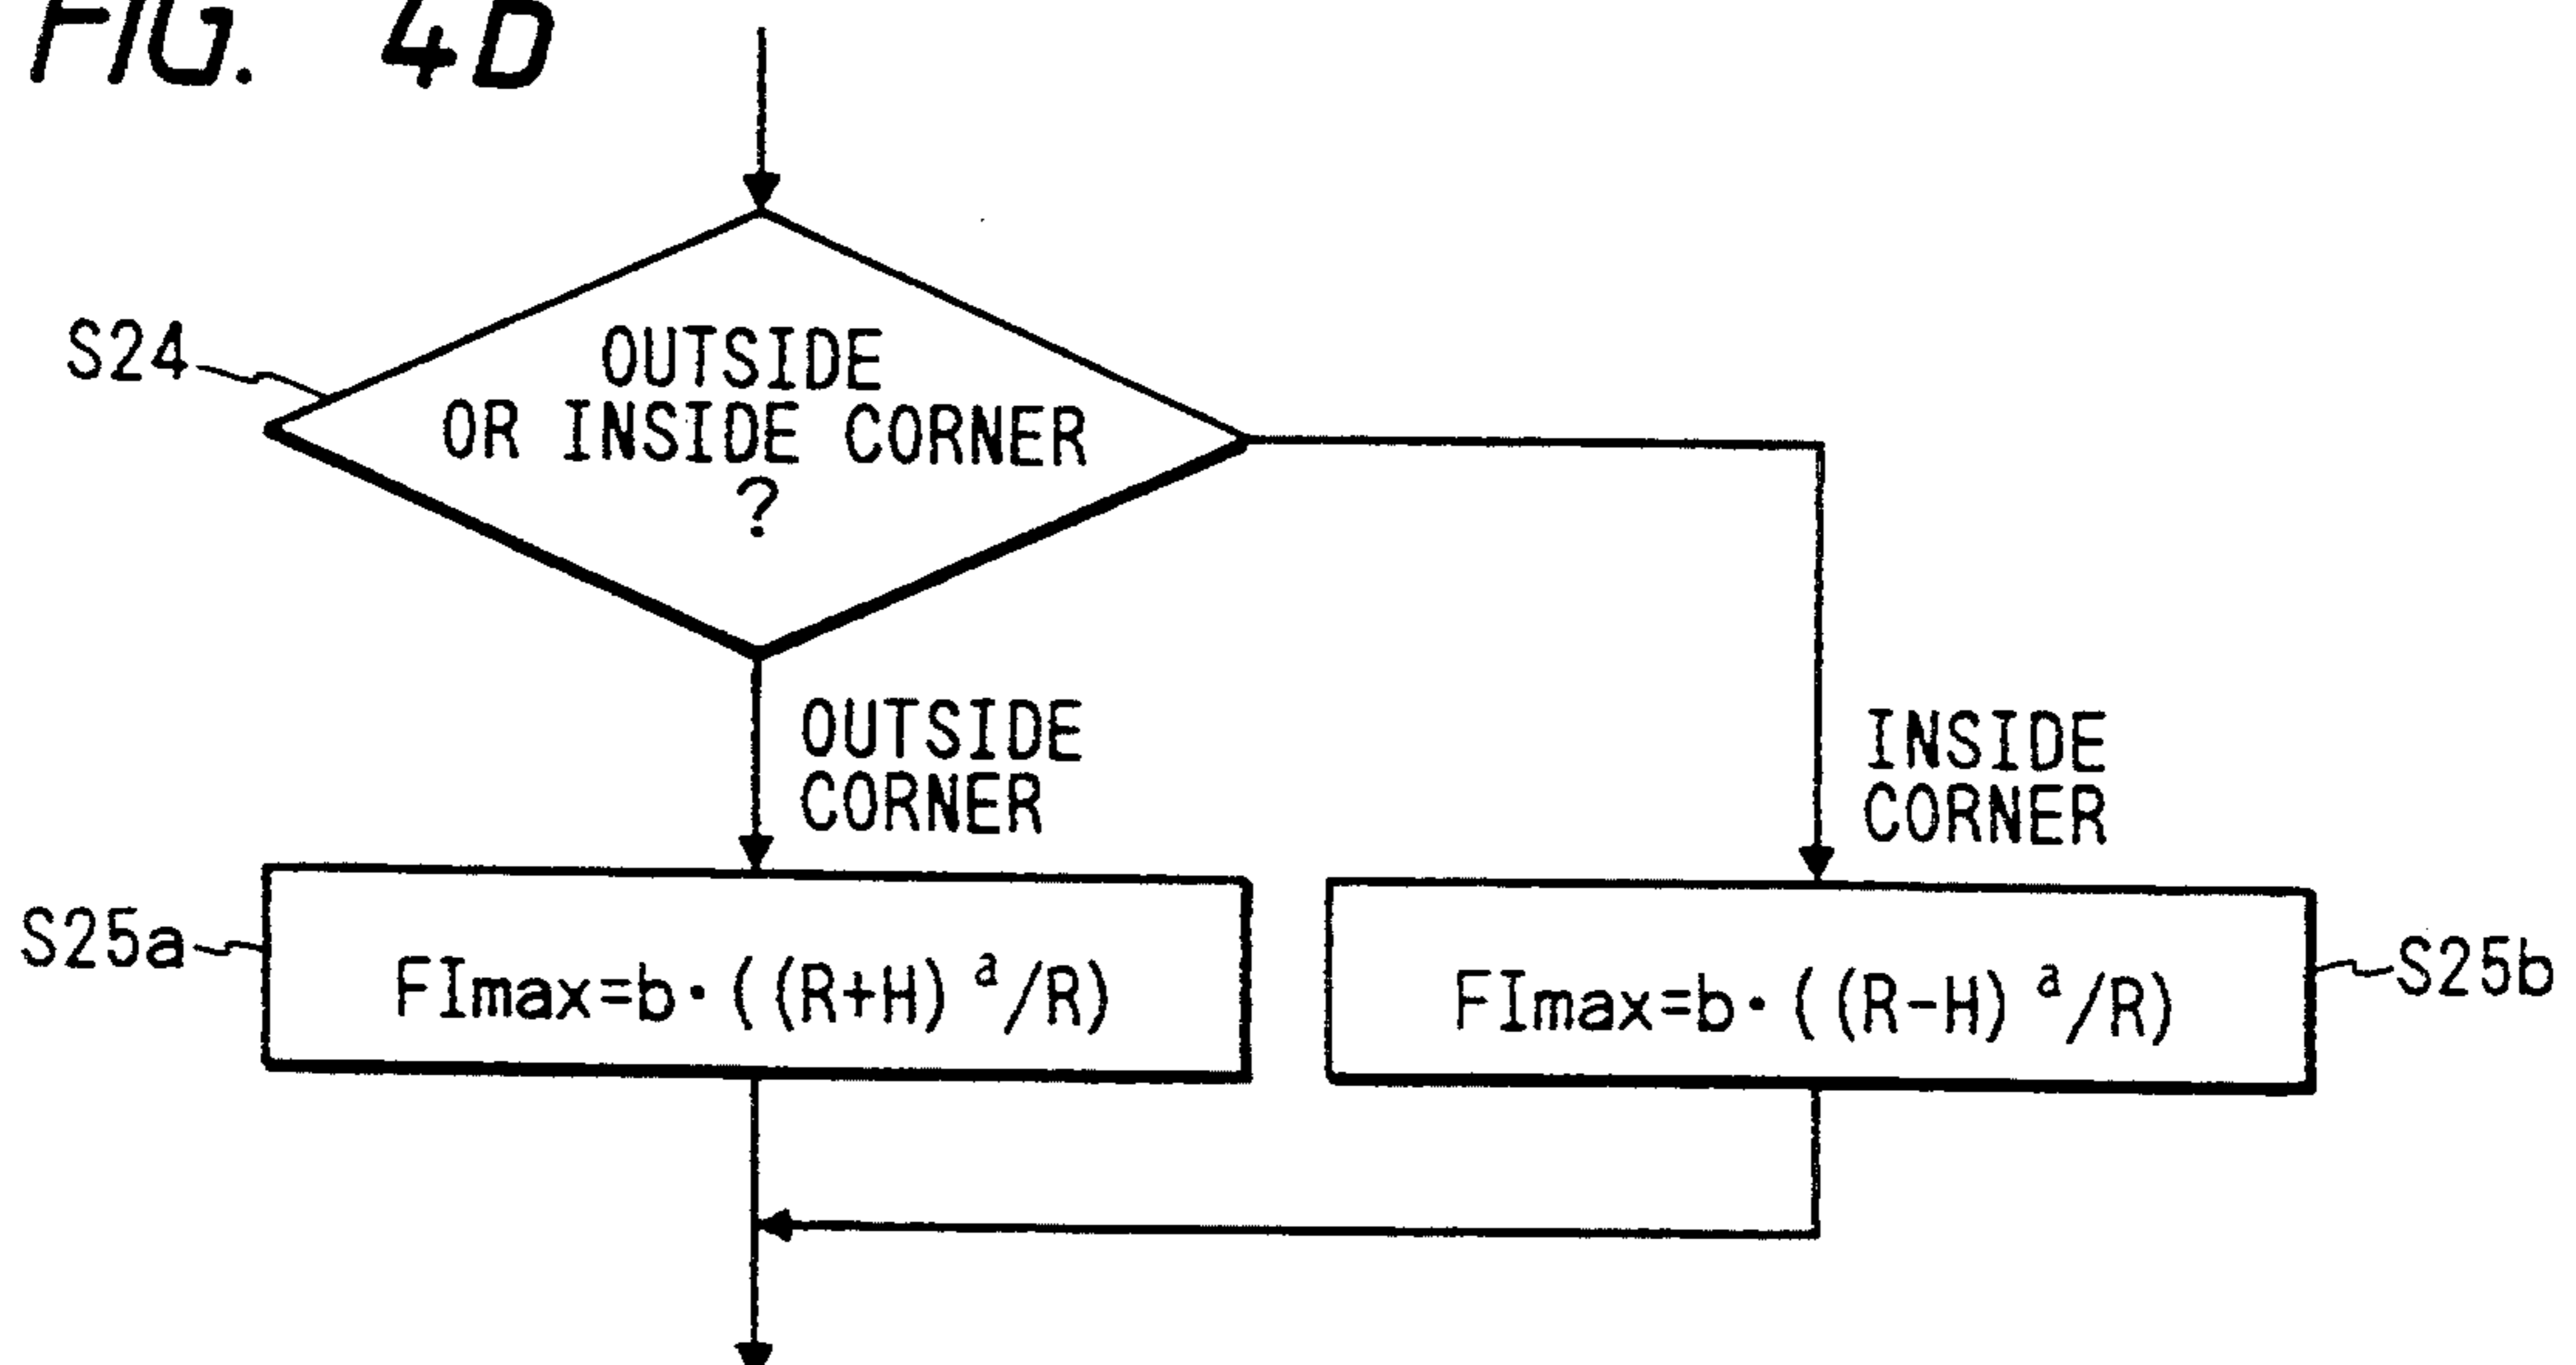 FIG. 4b
S24
OUTSIDE
OR INSIDE CORNER
?
OUTSIDE
CORNER
INSIDE
CORNER
S25a
FImax=b·((R+H)ᵃ/R)
FImax=b·((R-H)ᵃ/R)
S25b